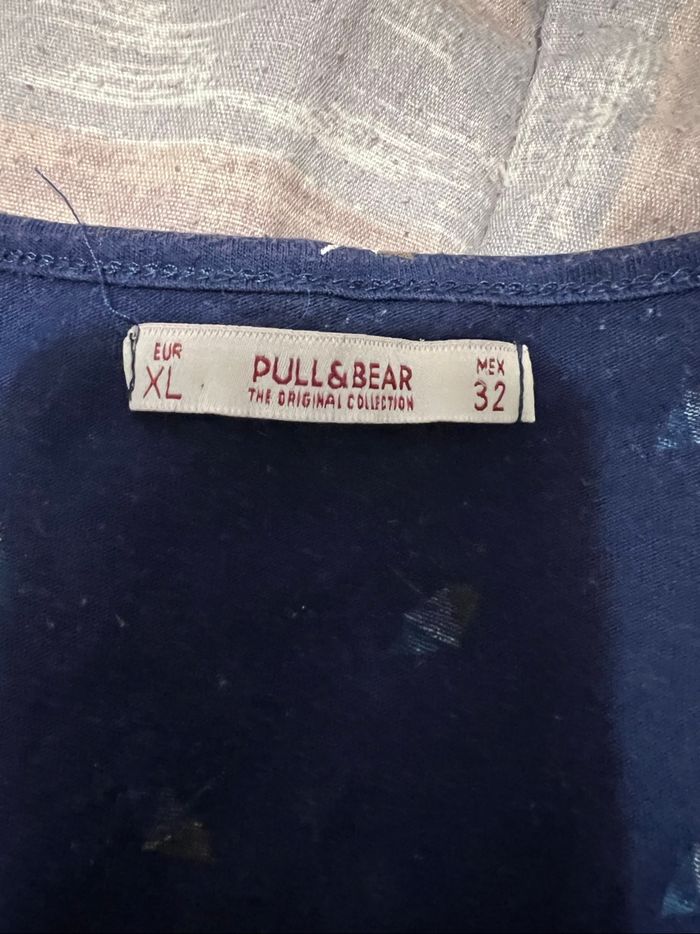 EUR
XL
PULL&BEAR
THE ORIGINAL COLLECTION
MEX
32